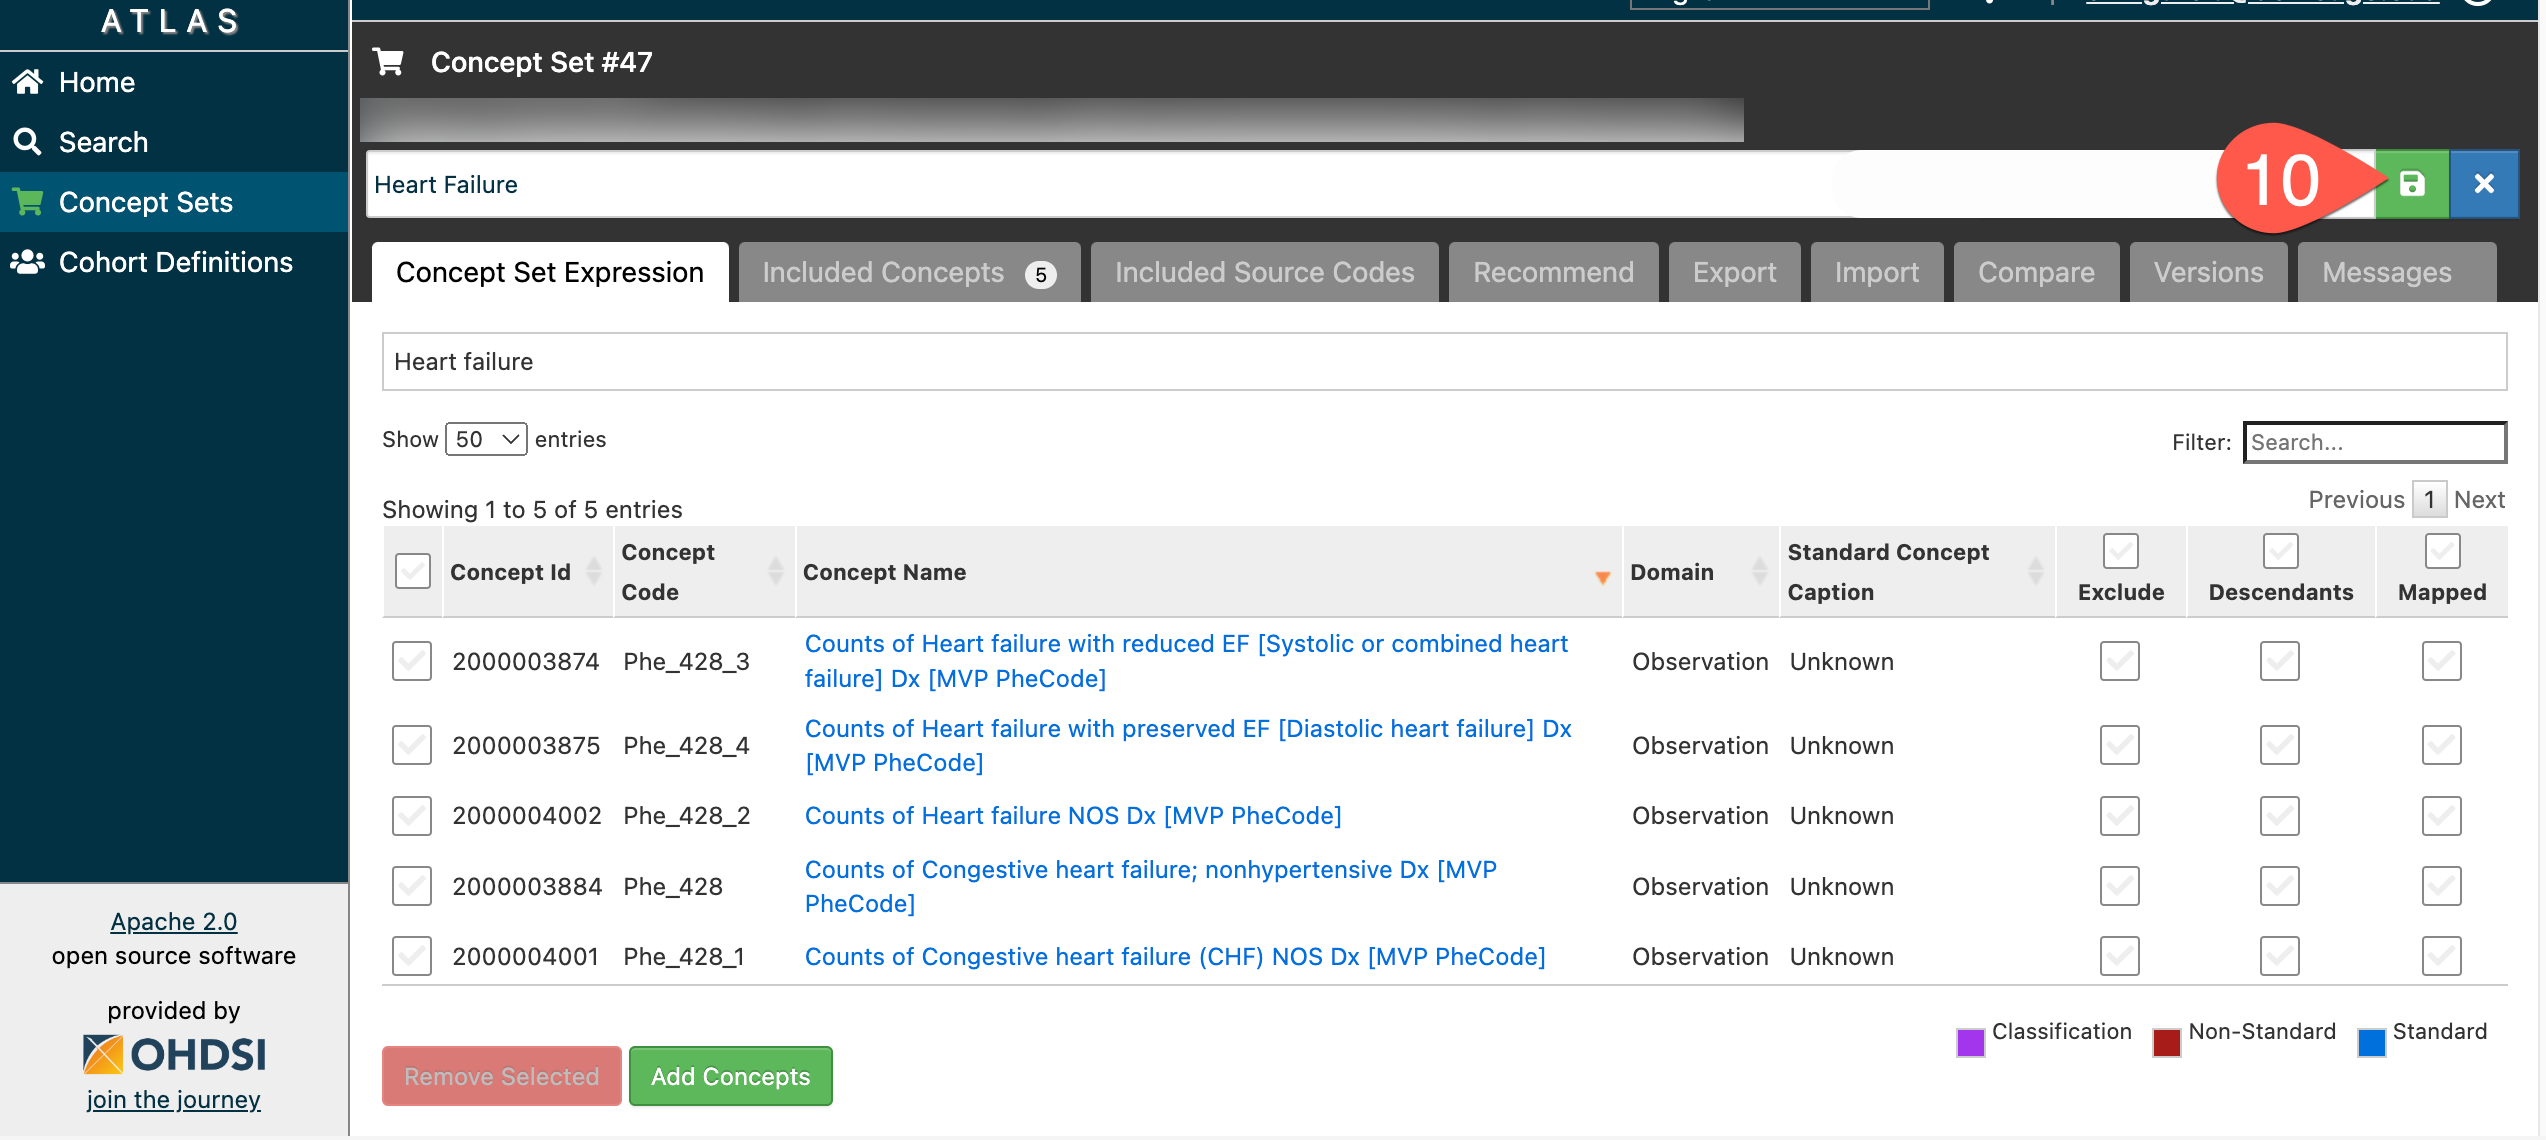 ATLAS
Home
Search
Concept Sets
Cohort Definitions
Apache 2.0
open source software
provided by
OHDSI
join the journey
Concept Set #47
Heart Failure
10
Concept Set Expression
Included Concepts 5
Included Source Codes
Recommend
Export
Import
Compare
Versions
Messages
Heart failure
Show 50 entries
Filter: Search...
Showing 1 to 5 of 5 entries
Previous 1 Next
Concept Id
Concept
Code
Concept Name
Domain
Standard Concept
Caption
Exclude
Descendants
Mapped
2000003874 Phe_428_3 Counts of Heart failure with reduced EF [Systolic or combined heart
failure] Dx [MVP PheCode] Observation Unknown
2000003875 Phe_428_4 Counts of Heart failure with preserved EF [Diastolic heart failure] Dx
[MVP PheCode] Observation Unknown
2000004002 Phe_428_2 Counts of Heart failure NOS Dx [MVP PheCode] Observation Unknown
2000003884 Phe_428 Counts of Congestive heart failure; nonhypertensive Dx [MVP
PheCode] Observation Unknown
2000004001 Phe_428_1 Counts of Congestive heart failure (CHF) NOS Dx [MVP PheCode] Observation Unknown
Classification Non-Standard Standard
Remove Selected Add Concepts